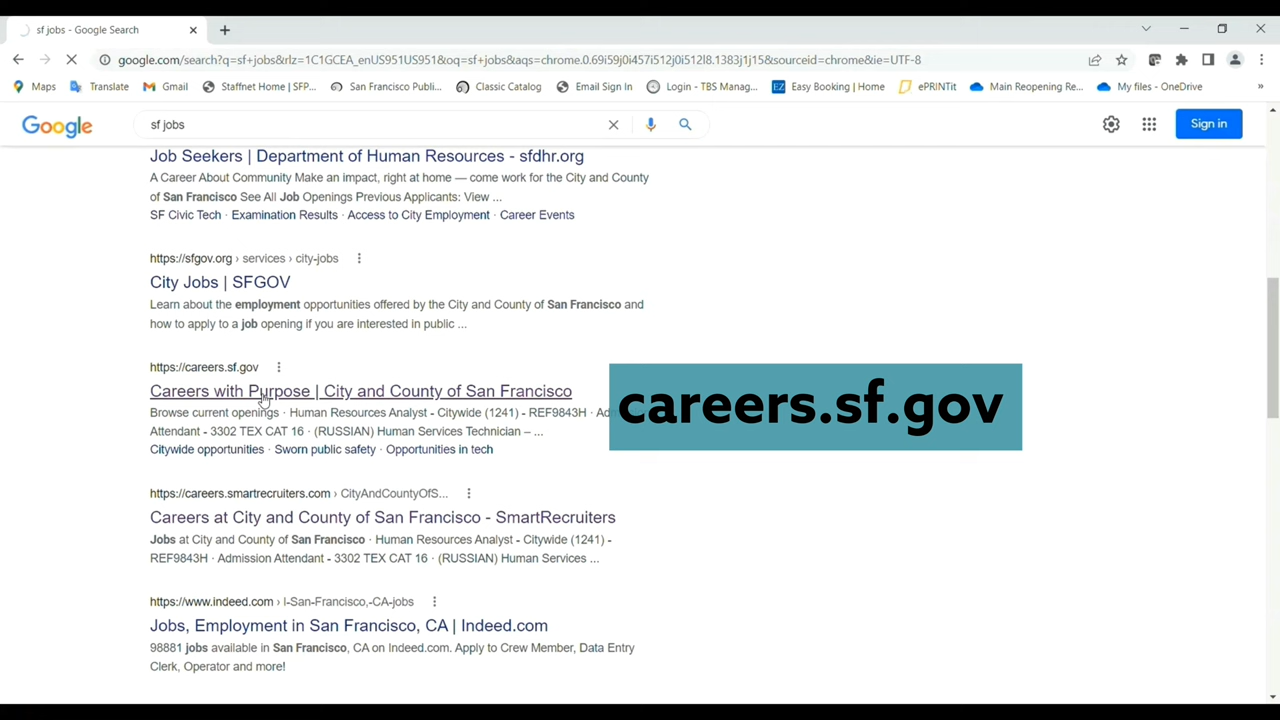 sf jobs - Google Search
google.com/search?q=sf+jobs&rlz=1C1GCEA_enUS951US951&oq=sf+jobs&aqs=chrome.0.69i59j0i457i512j0i512l8.1383j1j15&sourceid=chrome&ie=UTF-8
Maps Translate Gmail Staffnet Home | SFP... San Francisco Publi... Classic Catalog Email Sign In Login - TBS Manag... Easy Booking | Home ePRINTit Main Reopening Re... My files - OneDrive »
Google sf jobs Sign in
Job Seekers | Department of Human Resources - sfdhr.org
A Career About Community Make an impact, right at home — come work for the City and County
of San Francisco See All Job Openings Previous Applicants: View ...
SF Civic Tech · Examination Results · Access to City Employment · Career Events
https://sfgov.org › services › city-jobs
City Jobs | SFGOV
Learn about the employment opportunities offered by the City and County of San Francisco and
how to apply to a job opening if you are interested in public ...
https://careers.sf.gov
Careers with Purpose | City and County of San Francisco
Browse current openings · Human Resources Analyst - Citywide (1241) - REF9843H ·
Attendant - 3302 TEX CAT 16 · (RUSSIAN) Human Services Technician – ...
Citywide opportunities · Sworn public safety · Opportunities in tech
careers.sf.gov
https://careers.smartrecruiters.com › CityAndCountyOfS...
Careers at City and County of San Francisco - SmartRecruiters
Jobs at City and County of San Francisco · Human Resources Analyst - Citywide (1241) -
REF9843H · Admission Attendant - 3302 TEX CAT 16 · (RUSSIAN) Human Services ...
https://www.indeed.com › l-San-Francisco,-CA-jobs
Jobs, Employment in San Francisco, CA | Indeed.com
98881 jobs available in San Francisco, CA on Indeed.com. Apply to Crew Member, Data Entry
Clerk, Operator and more!